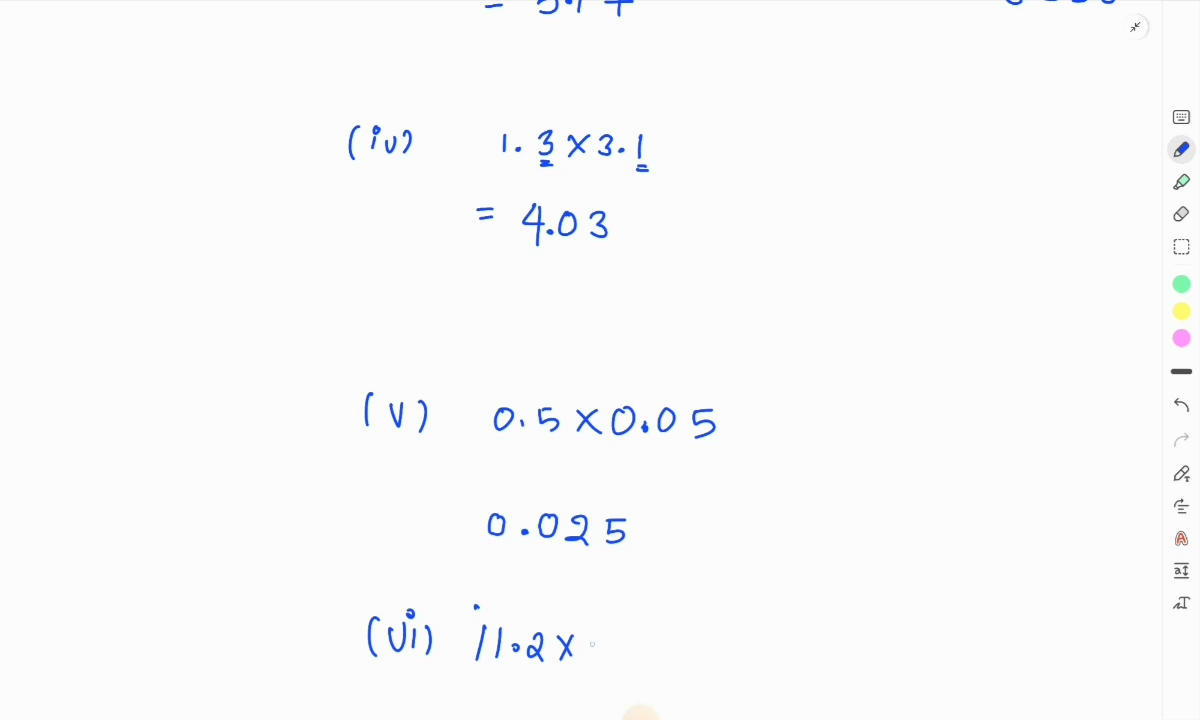 (iv) 1.3 × 3.1
= 4.03
(v) 0.5 × 0.05
0.025
(vi) 11.2 ×